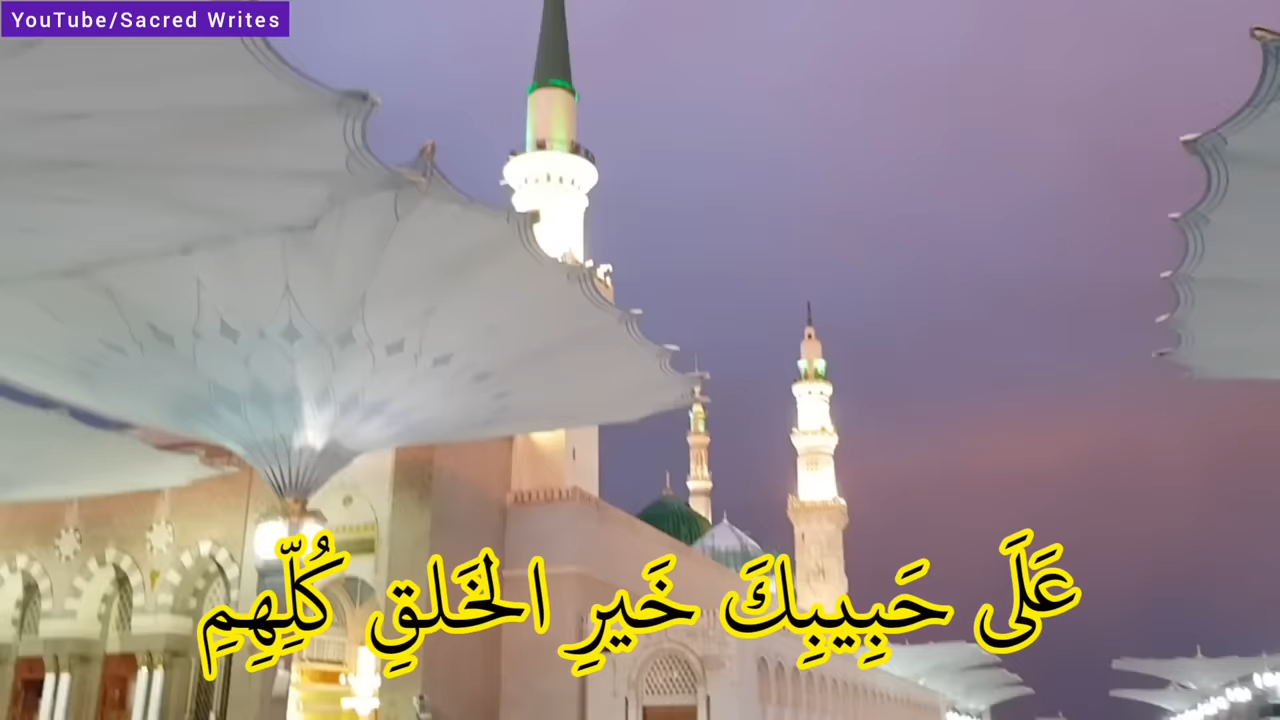 YouTube/Sacred Writes
عَلَى حَبِيبِكَ خَيرِ الخَلقِ كُلِّهِمِ